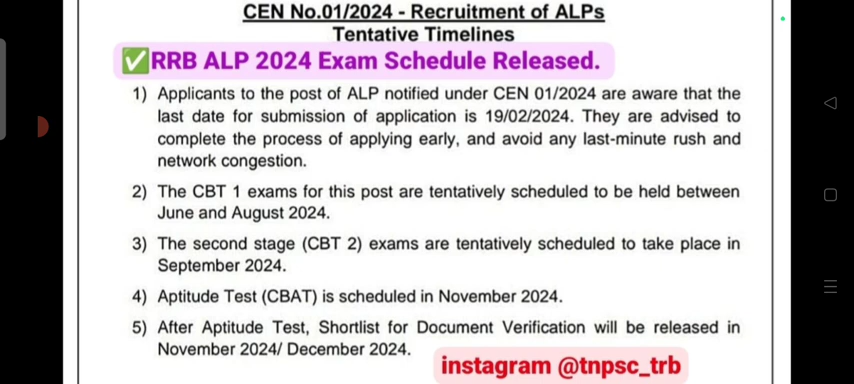 CEN No.01/2024 - Recruitment of ALPs
Tentative Timelines
✅RRB ALP 2024 Exam Schedule Released.
1) Applicants to the post of ALP notified under CEN 01/2024 are aware that the
last date for submission of application is 19/02/2024. They are advised to
complete the process of applying early, and avoid any last-minute rush and
network congestion.
2) The CBT 1 exams for this post are tentatively scheduled to be held between
June and August 2024.
3) The second stage (CBT 2) exams are tentatively scheduled to take place in
September 2024.
4) Aptitude Test (CBAT) is scheduled in November 2024.
5) After Aptitude Test, Shortlist for Document Verification will be released in
November 2024/ December 2024.
instagram @tnpsc_trb